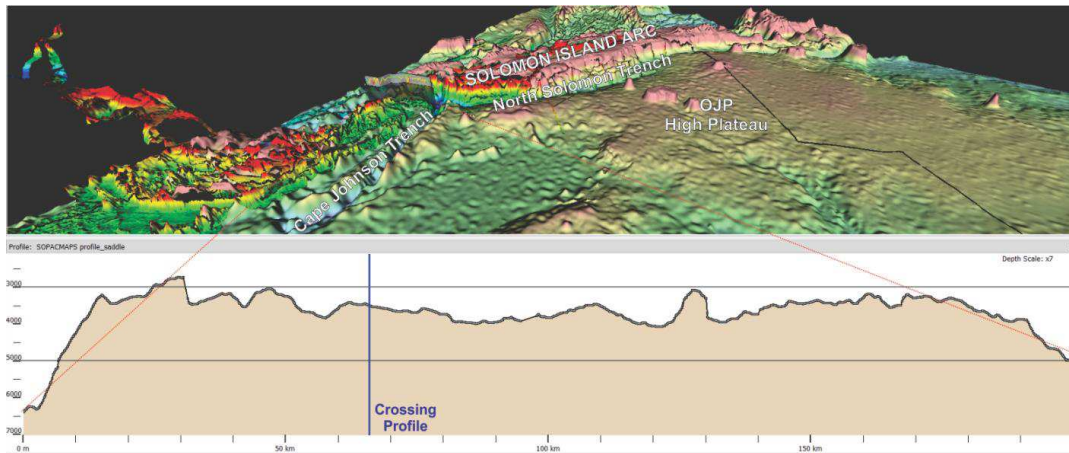 SOLOMON ISLAND ARC
North Solomon Trench
OJP
High Plateau
Cape Johnson Trench
Profile: SOPACMAPS profile_saddle
Depth Scale: x7
3000
4000
5000
6000
7000
Crossing
Profile
0 m
50 km
100 km
150 km